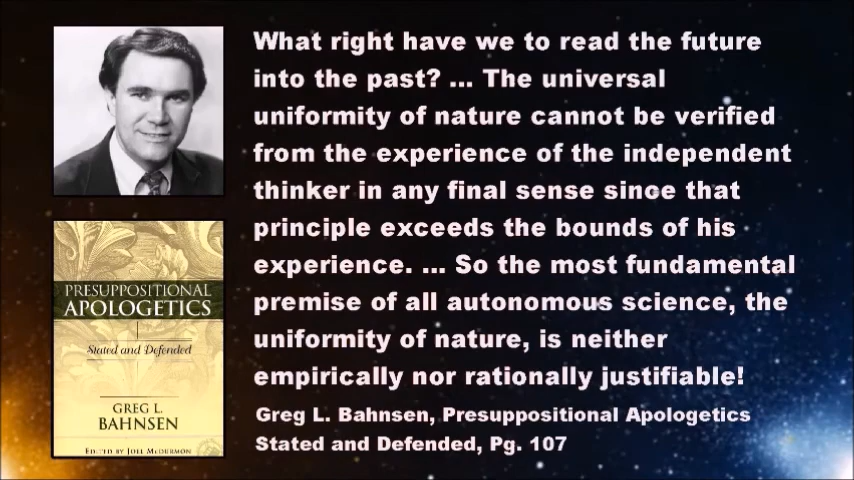 What right have we to read the future
into the past? ... The universal
uniformity of nature cannot be verified
from the experience of the independent
thinker in any final sense since that
principle exceeds the bounds of his
experience. ... So the most fundamental
premise of all autonomous science, the
uniformity of nature, is neither
empirically nor rationally justifiable!
Greg L. Bahnsen, Presuppositional Apologetics
Stated and Defended, Pg. 107
PRESUPPOSITIONAL
APOLOGETICS
Stated and Defended
GREG L.
BAHNSEN
EDITED BY JOEL MCDURMON